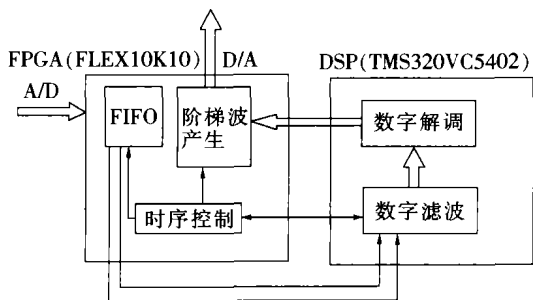 FPGA(FLEX10K10)
D/A
DSP(TMS320VC5402)
A/D
FIFO
阶梯波
产生
数字解调
时序控制
数字滤波